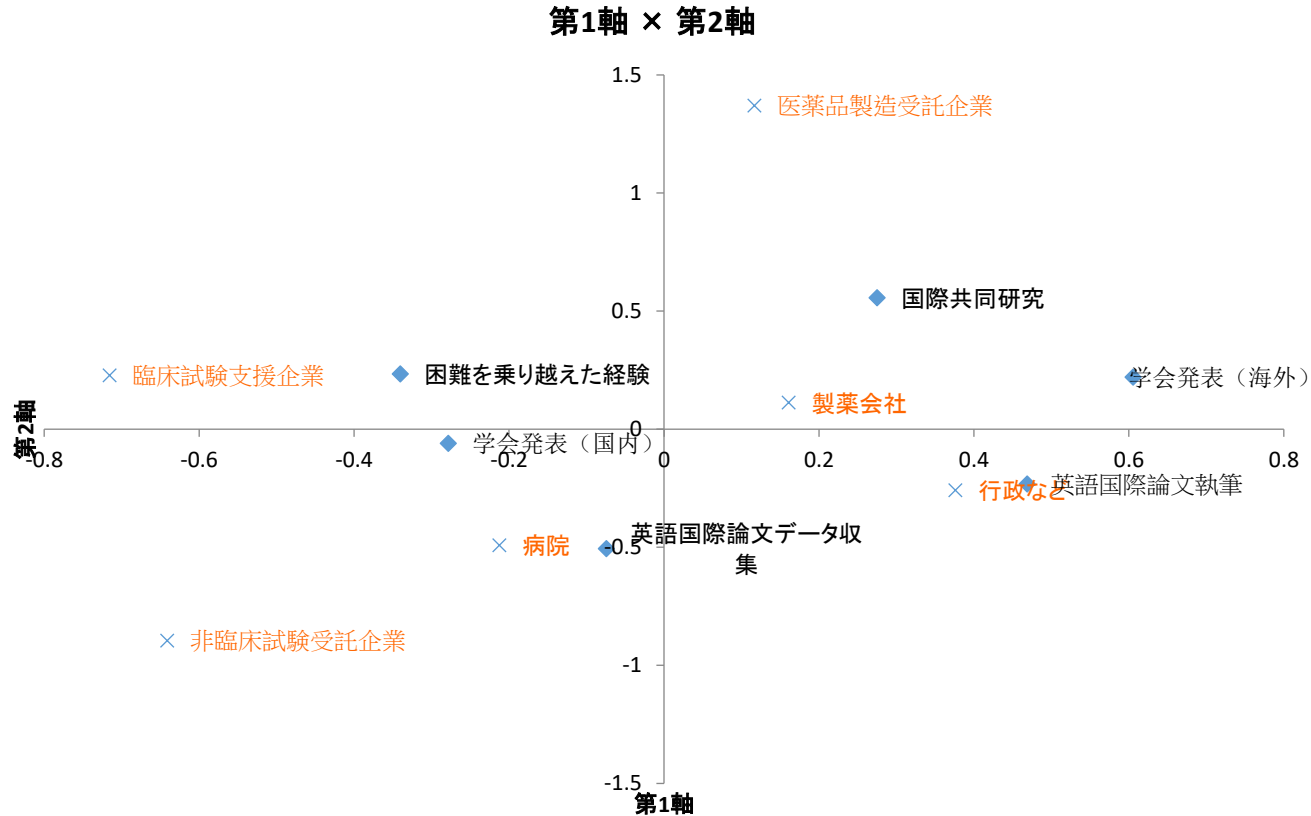 第1軸 × 第2軸
1.5
医薬品製造受託企業
1
国際共同研究
0.5
臨床試験支援企業
困難を乗り越えた経験
学会発表（海外）
製薬会社
第2軸
0
学会発表（国内）
-0.8
-0.6
-0.4
-0.2
0
0.2
0.4
0.6
0.8
行政など
英語国際論文執筆
病院
-0.5
英語国際論文データ収
集
非臨床試験受託企業
-1
-1.5
第1軸